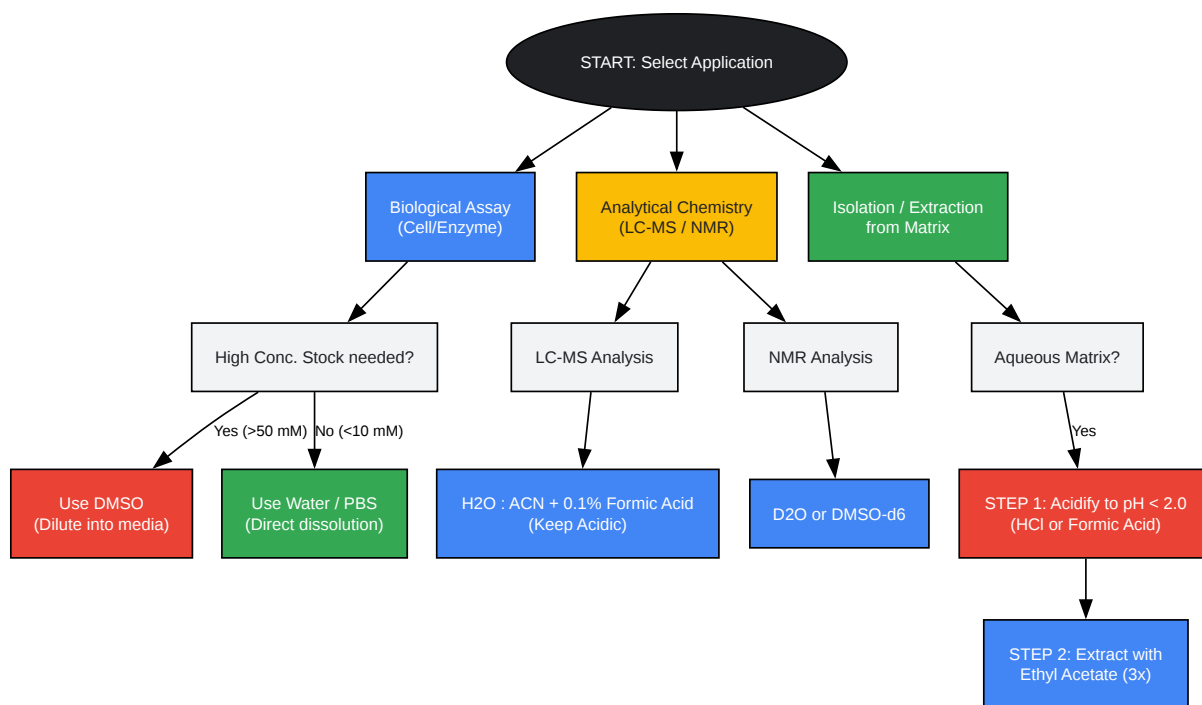 START: Select Application
Biological Assay
(Cell/Enzyme)
Analytical Chemistry
(LC-MS / NMR)
Isolation / Extraction
from Matrix
High Conc. Stock needed?
LC-MS Analysis
NMR Analysis
Aqueous Matrix?
Yes (>50 mM)
No (<10 mM)
Yes
Use DMSO
(Dilute into media)
Use Water / PBS
(Direct dissolution)
H2O : ACN + 0.1% Formic Acid
(Keep Acidic)
D2O or DMSO-d6
STEP 1: Acidify to pH < 2.0
(HCl or Formic Acid)
STEP 2: Extract with
Ethyl Acetate (3x)